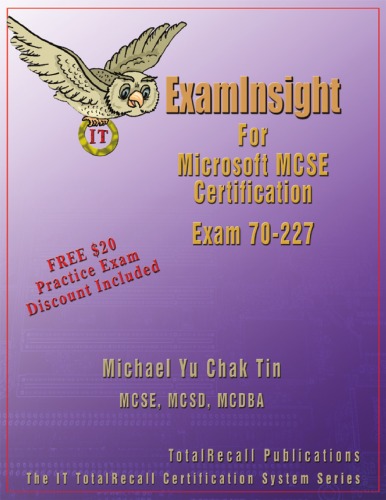 IT
ExamInsight
For
Microsoft MCSE
Certification
Exam 70-227
FREE $20
Practice Exam
Discount Included
Michael Yu Chak Tin
MCSE, MCSD, MCDBA
TotalRecall Publications
The IT TotalRecall Certification System Series